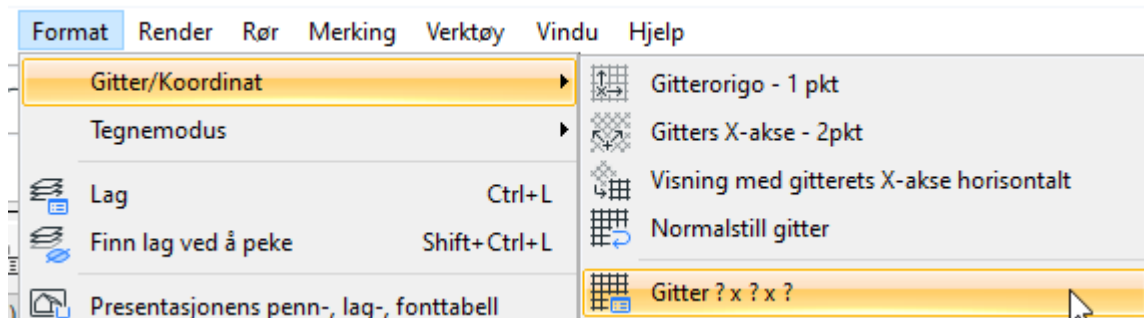 Format Render Rør Merking Verktøy Vindu Hjelp
Gitter/Koordinat
Tegnemodus
Lag Ctrl+L
Finn lag ved å peke Shift+Ctrl+L
Presentasjonens penn-, lag-, fonttabell
Gitterorigo - 1 pkt
Gitters X-akse - 2pkt
Visning med gitterets X-akse horisontalt
Normalstill gitter
Gitter ? x ? x ?